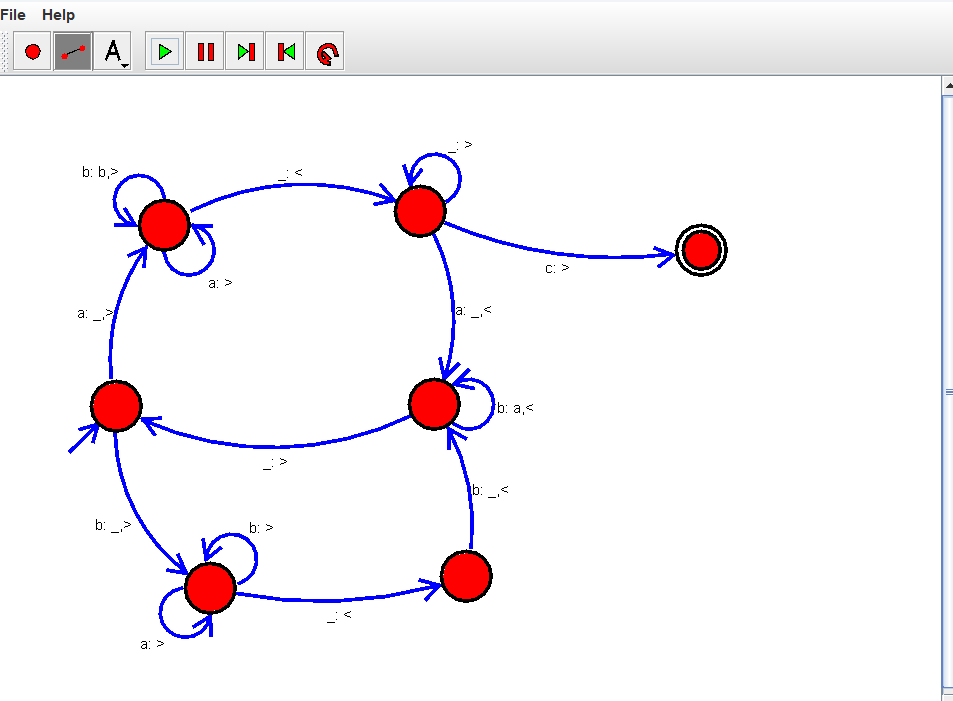 File Help
A
_: >
b: b,>
_: <
c: >
a: >
a: _,>
a: _,<
b: a,<
_: >
b: _,<
b: _,>
b: >
_: <
a: >